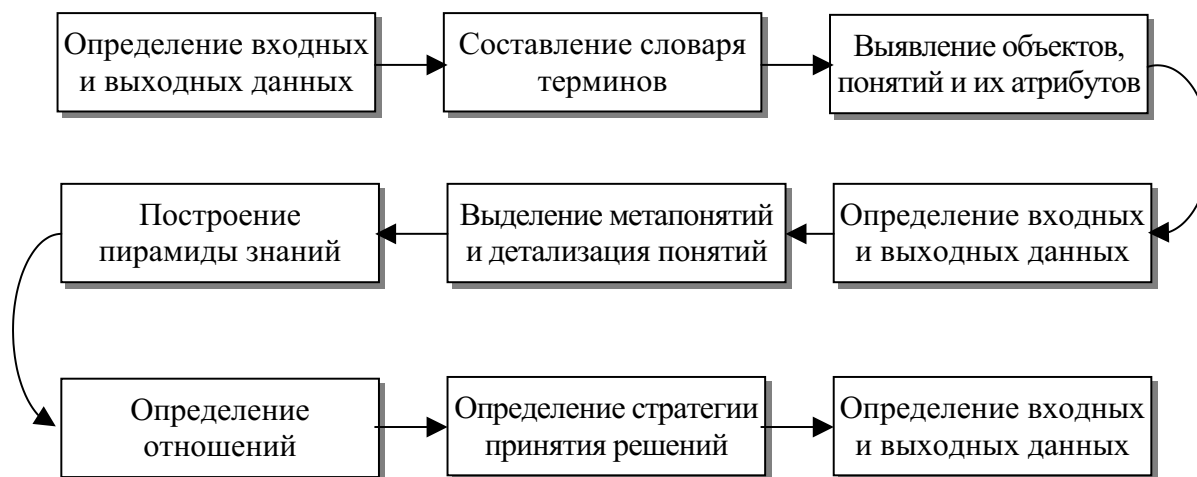 Определение входных
и выходных данных
Составление словаря
терминов
Выявление объектов,
понятий и их атрибутов
Построение
пирамиды знаний
Выделение метапонятий
и детализация понятий
Определение входных
и выходных данных
Определение
отношений
Определение стратегии
принятия решений
Определение входных
и выходных данных